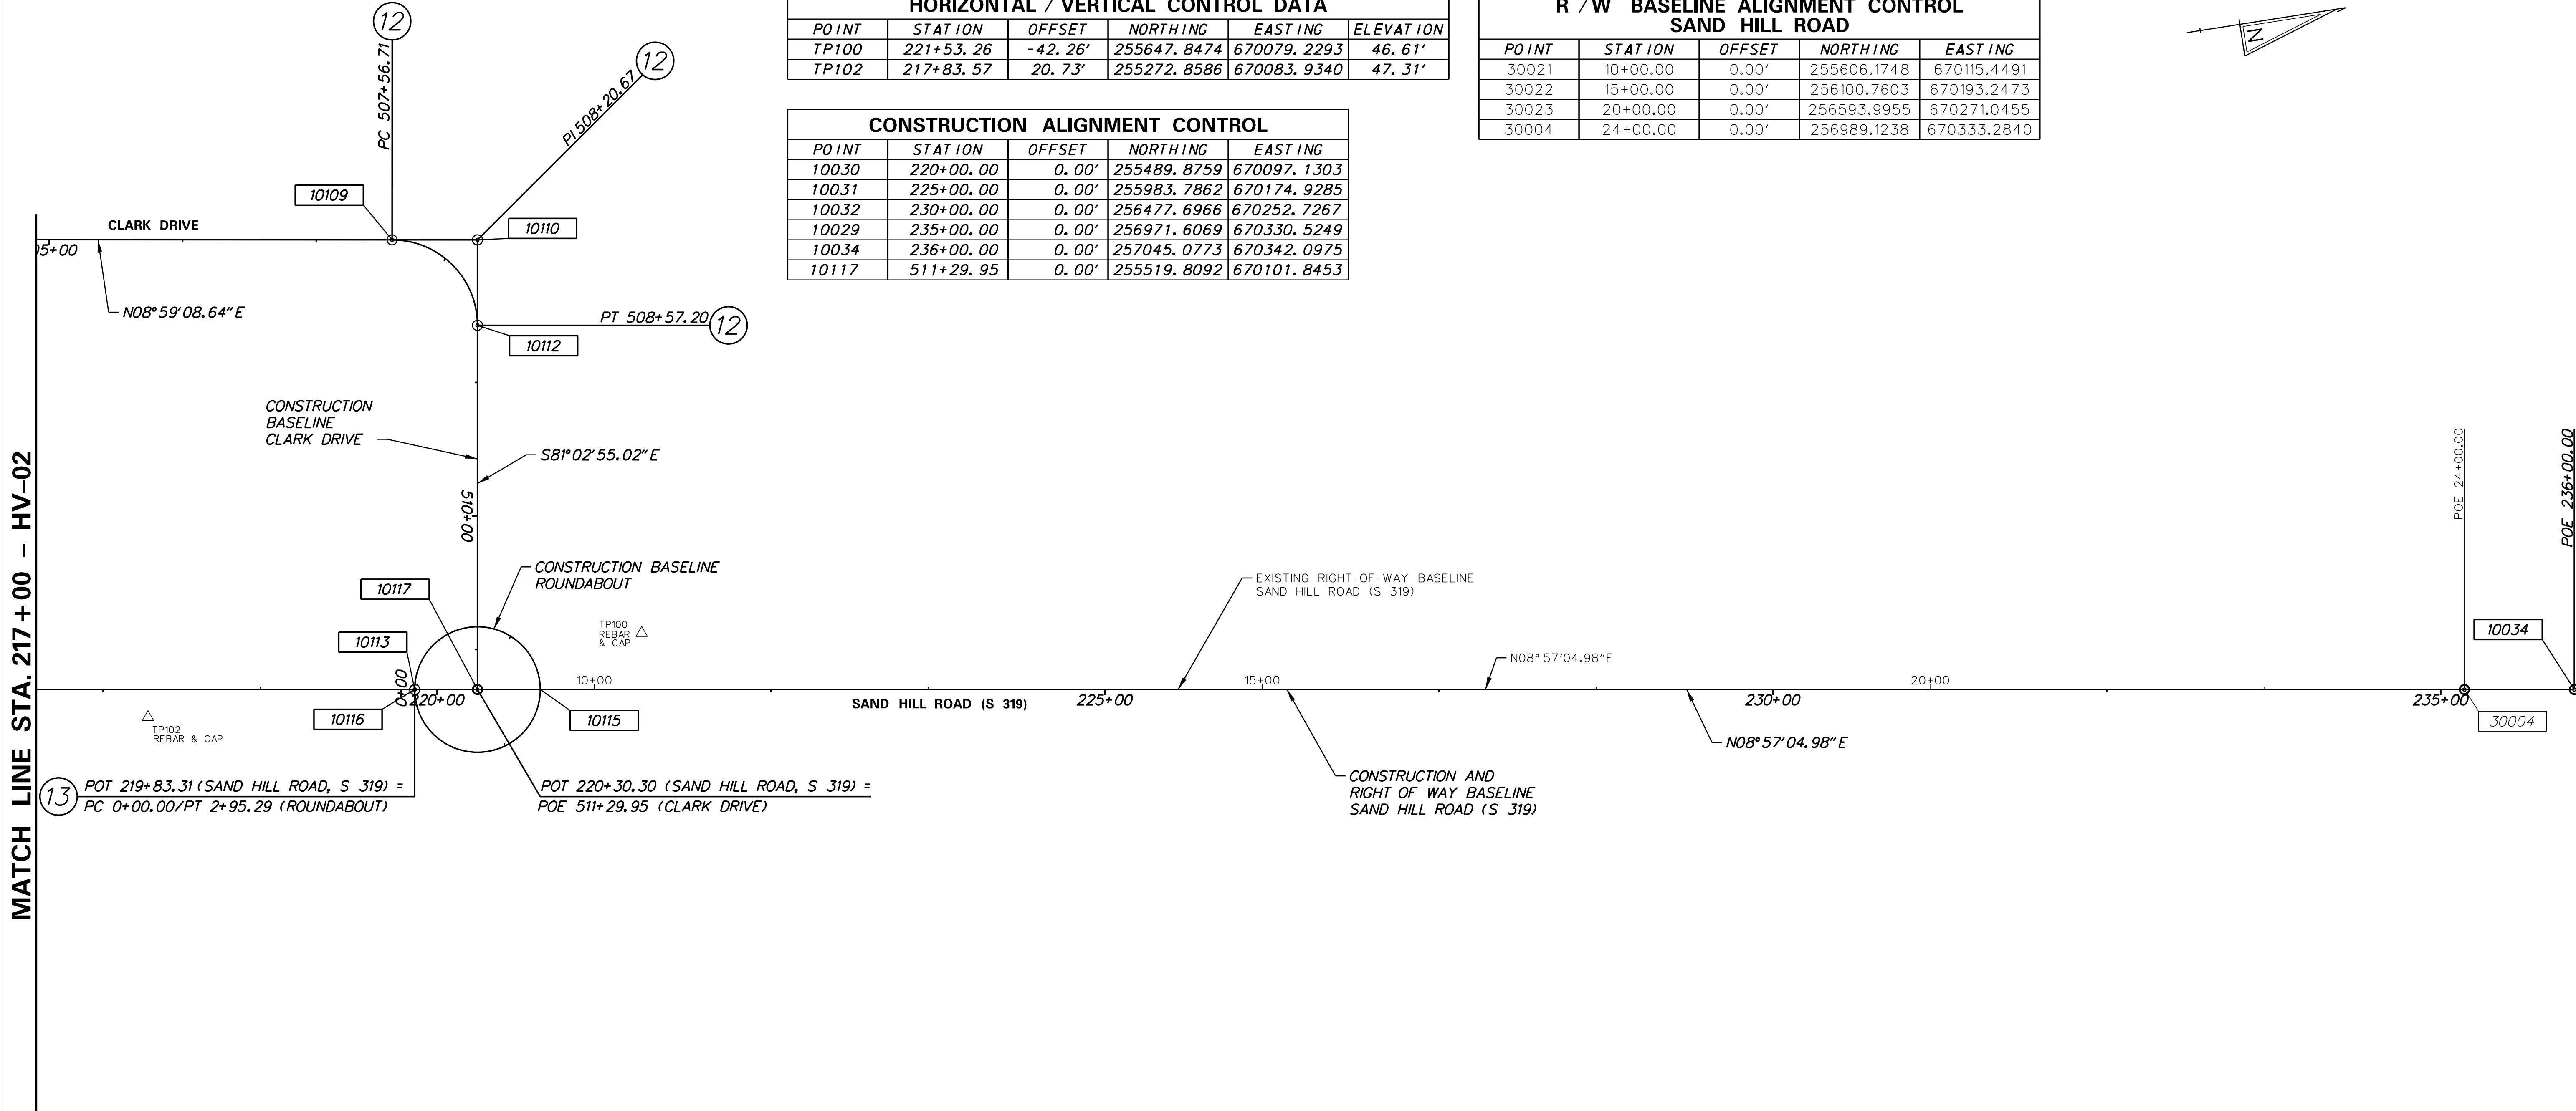 HORIZONTAL / VERTICAL CONTROL DATA
POINT STATION OFFSET NORTHING EASTING ELEVATION
TP100 221+53.26 -42.26' 255647.8474 670079.2293 46.61'
TP102 217+83.57 20.73' 255272.8586 670083.9340 47.31'
R / W BASELINE ALIGNMENT CONTROL
SAND HILL ROAD
POINT STATION OFFSET NORTHING EASTING
30021 10+00.00 0.00' 255606.1748 670115.4491
30022 15+00.00 0.00' 256100.7603 670193.2473
30023 20+00.00 0.00' 256593.9955 670271.0455
30004 24+00.00 0.00' 256989.1238 670333.2840
N
CONSTRUCTION ALIGNMENT CONTROL
POINT STATION OFFSET NORTHING EASTING
10030 220+00.00 0.00' 255489.8759 670097.1303
10031 225+00.00 0.00' 255983.7862 670174.9285
10032 230+00.00 0.00' 256477.6966 670252.7267
10029 235+00.00 0.00' 256971.6069 670330.5249
10034 236+00.00 0.00' 257045.0773 670342.0975
10117 511+29.95 0.00' 255519.8092 670101.8453
12
PC 507+56.71
12
PI 508+20.67
10109
10110
CLARK DRIVE
05+00
N08°59'08.64"E
PT 508+57.20
12
10112
CONSTRUCTION
BASELINE
CLARK DRIVE
S81°02'55.02"E
510+00
CONSTRUCTION BASELINE
ROUNDABOUT
10117
10113
TP100
REBAR
& CAP
0+00
220+00
10+00
10116
10115
TP102
REBAR & CAP
SAND HILL ROAD (S 319)
225+00
15+00
EXISTING RIGHT-OF-WAY BASELINE
SAND HILL ROAD (S 319)
N08°57'04.98"E
230+00
20+00
N08°57'04.98"E
CONSTRUCTION AND
RIGHT OF WAY BASELINE
SAND HILL ROAD (S 319)
POE 24+00.00
POE 236+00.00
10034
235+00
30004
13
POT 219+83.31 (SAND HILL ROAD, S 319) =
PC 0+00.00/PT 2+95.29 (ROUNDABOUT)
POT 220+30.30 (SAND HILL ROAD, S 319) =
POE 511+29.95 (CLARK DRIVE)
MATCH LINE STA. 217+00 - HV-02